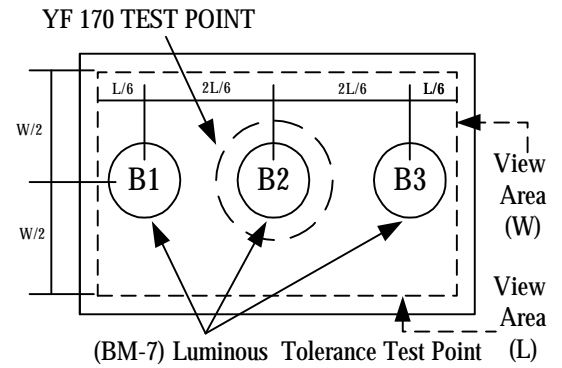 YF 170 TEST POINT
L/6 2L/6 2L/6 L/6
W/2
B1 B2 B3
View
Area
(W)
W/2
View
Area
(L)
(BM-7) Luminous Tolerance Test Point